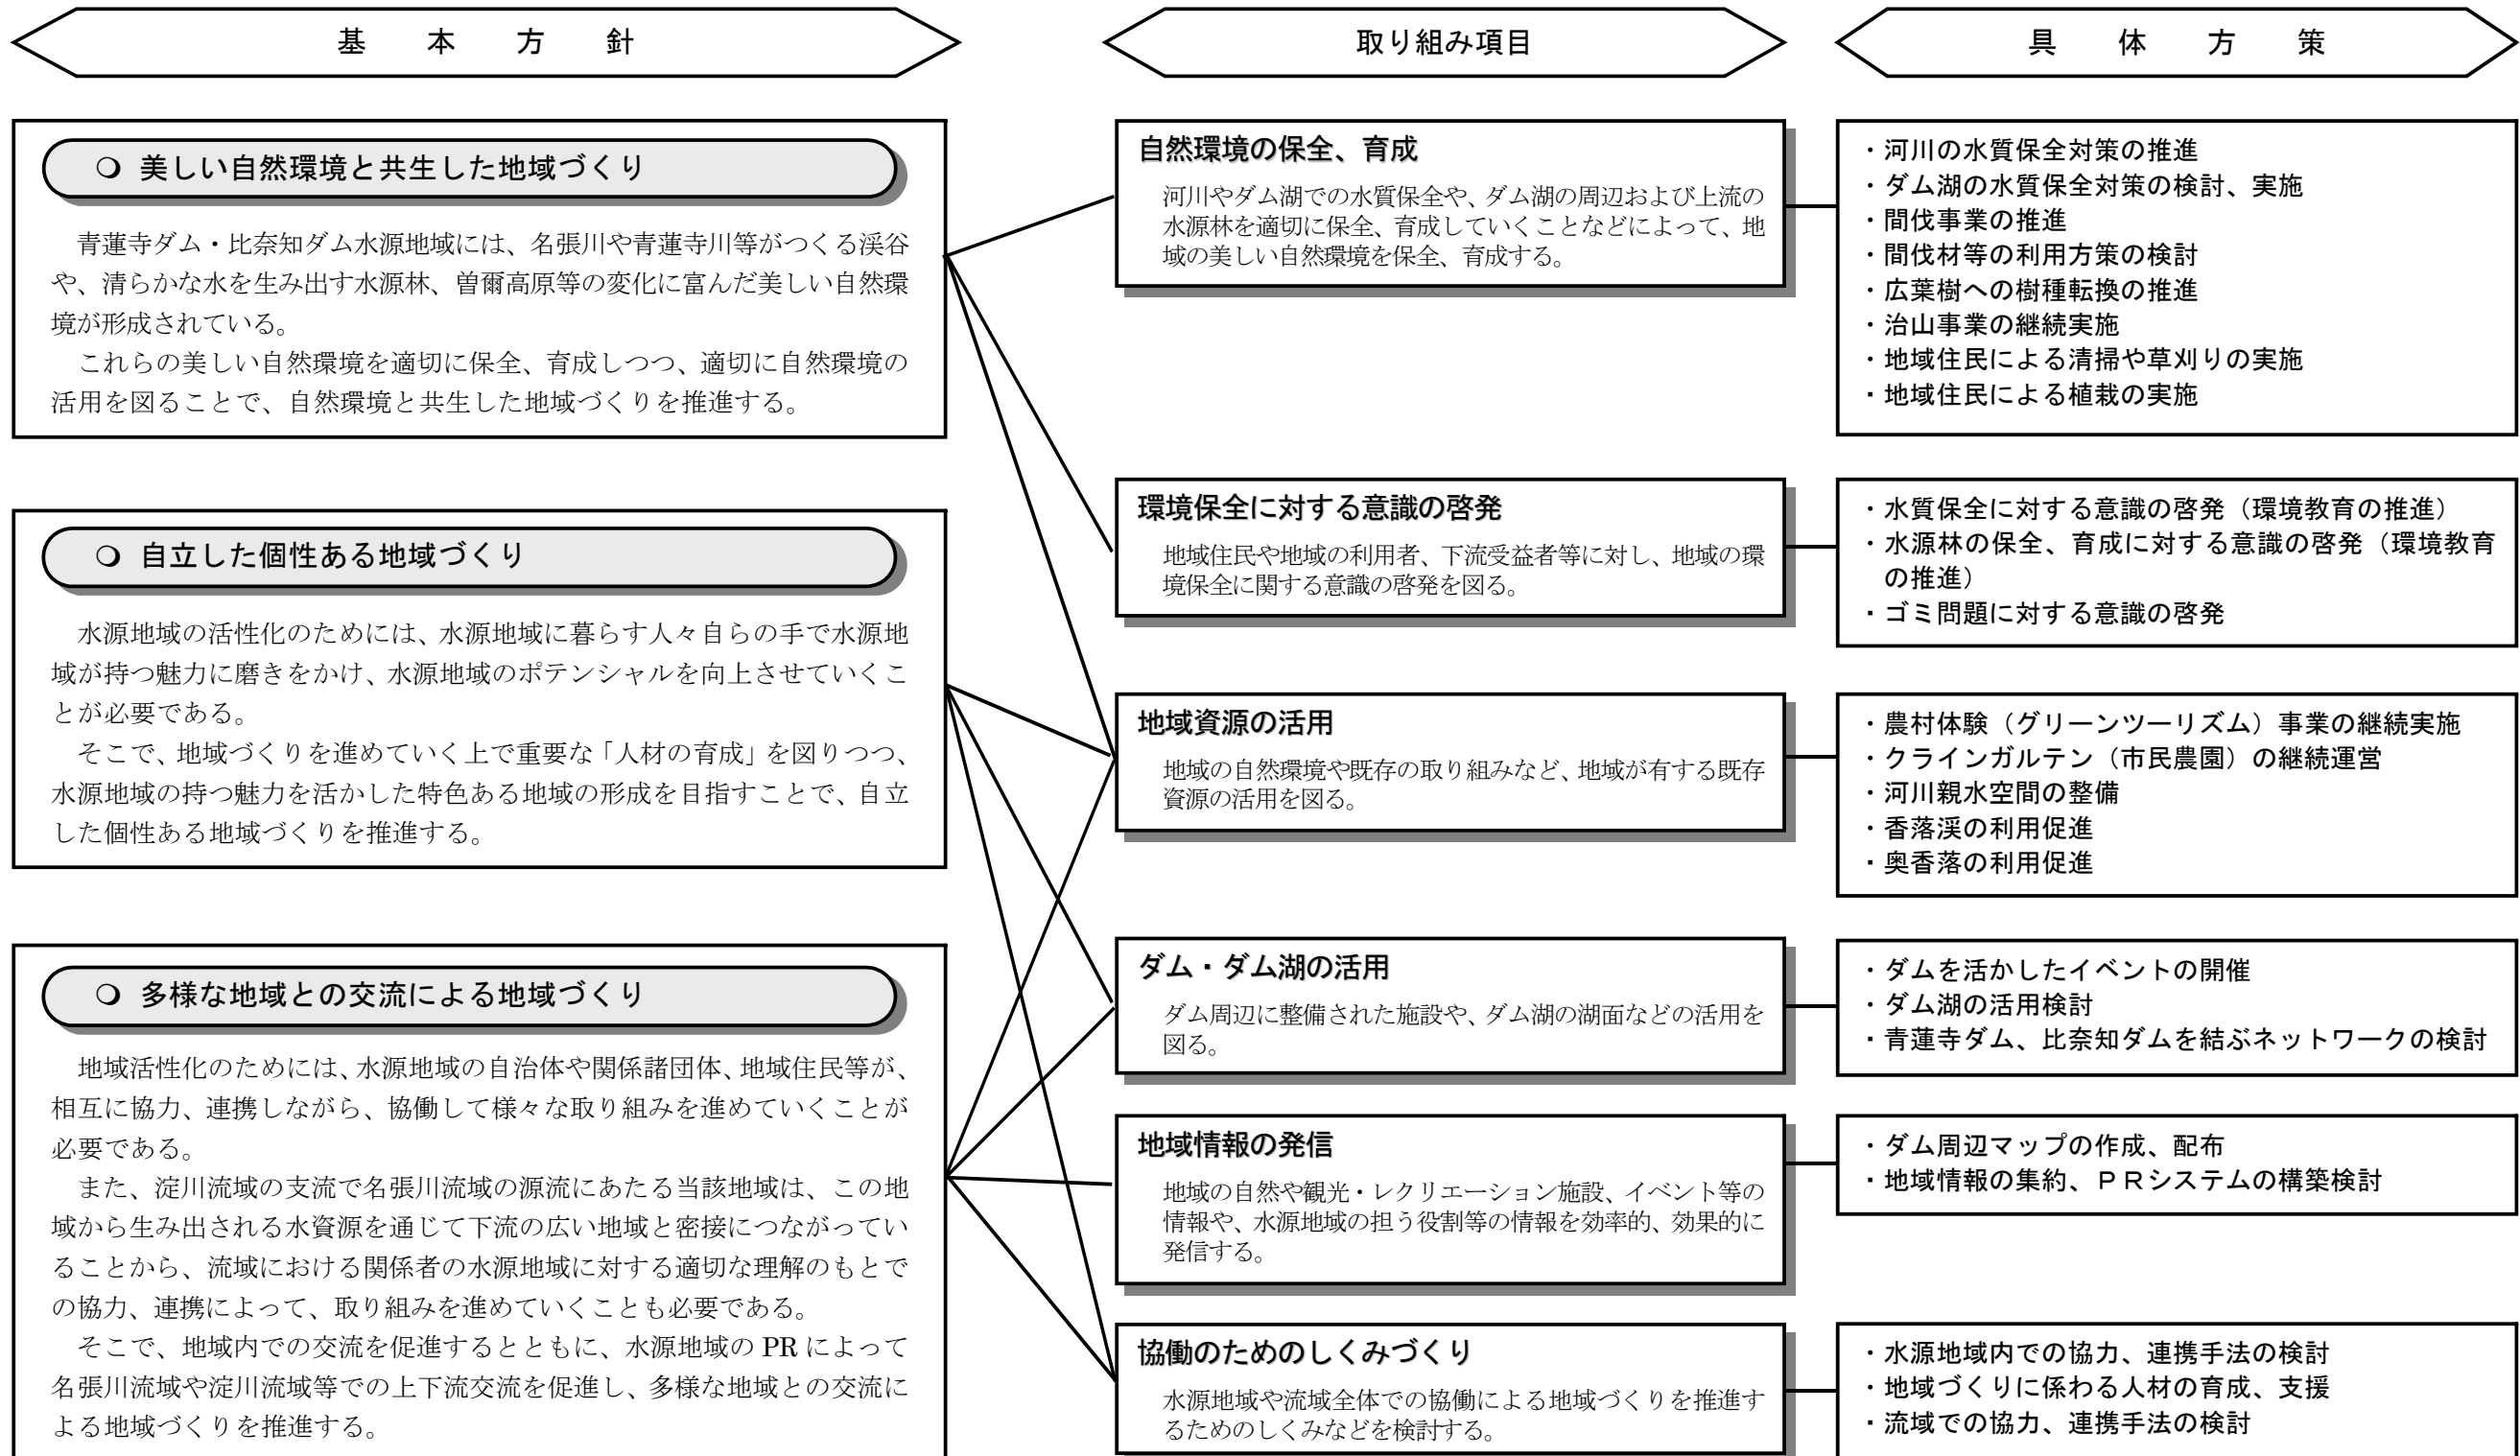 基本方針
取り組み項目
具体方策
○ 美しい自然環境と共生した地域づくり
青蓮寺ダム・比奈知ダム水源地域には、名張川や青蓮寺川等がつくる渓谷
や、清らかな水を生み出す水源林、曽爾高原等の変化に富んだ美しい自然環
境が形成されている。
これらの美しい自然環境を適切に保全、育成しつつ、適切に自然環境の
活用を図ることで、自然環境と共生した地域づくりを推進する。
○ 自立した個性ある地域づくり
水源地域の活性化のためには、水源地域に暮らす人々自らの手で水源地
域が持つ魅力に磨きをかけ、水源地域のポテンシャルを向上させていくこ
とが必要である。
そこで、地域づくりを進めていく上で重要な「人材の育成」を図りつつ、
水源地域の持つ魅力を活かした特色ある地域の形成を目指すことで、自立
した個性ある地域づくりを推進する。
○ 多様な地域との交流による地域づくり
地域活性化のためには、水源地域の自治体や関係諸団体、地域住民等が、
相互に協力、連携しながら、協働して様々な取り組みを進めていくことが
必要である。
また、淀川流域の支流で名張川流域の源流にあたる当該地域は、この地
域から生み出される水資源を通じて下流の広い地域と密接につながってい
ることから、流域における関係者の水源地域に対する適切な理解のもとで
の協力、連携によって、取り組みを進めていくことも必要である。
そこで、地域内での交流を促進するとともに、水源地域の PR によって
名張川流域や淀川流域等での上下流交流を促進し、多様な地域との交流に
よる地域づくりを推進する。
自然環境の保全、育成
河川やダム湖での水質保全や、ダム湖の周辺および上流の
水源林を適切に保全、育成していくことなどによって、地
域の美しい自然環境を保全、育成する。
環境保全に対する意識の啓発
地域住民や地域の利用者、下流受益者等に対し、地域の環
境保全に関する意識の啓発を図る。
地域資源の活用
地域の自然環境や既存の取り組みなど、地域が有する既存
資源の活用を図る。
ダム・ダム湖の活用
ダム周辺に整備された施設や、ダム湖の湖面などの活用を
図る。
地域情報の発信
地域の自然や観光・レクリエーション施設、イベント等の
情報や、水源地域の担う役割等の情報を効率的、効果的に
発信する。
協働のためのしくみづくり
水源地域や流域全体での協働による地域づくりを推進す
るためのしくみなどを検討する。
・河川の水質保全対策の推進
・ダム湖の水質保全対策の検討、実施
・間伐事業の推進
・間伐材等の利用方策の検討
・広葉樹への樹種転換の推進
・治山事業の継続実施
・地域住民による清掃や草刈りの実施
・地域住民による植栽の実施
・水質保全に対する意識の啓発（環境教育の推進）
・水源林の保全、育成に対する意識の啓発（環境教育
の推進）
・ゴミ問題に対する意識の啓発
・農村体験（グリーンツーリズム）事業の継続実施
・クラインガルテン（市民農園）の継続運営
・河川親水空間の整備
・香落渓の利用促進
・奥香落の利用促進
・ダムを活かしたイベントの開催
・ダム湖の活用検討
・青蓮寺ダム、比奈知ダムを結ぶネットワークの検討
・ダム周辺マップの作成、配布
・地域情報の集約、ＰＲシステムの構築検討
・水源地域内での協力、連携手法の検討
・地域づくりに係わる人材の育成、支援
・流域での協力、連携手法の検討